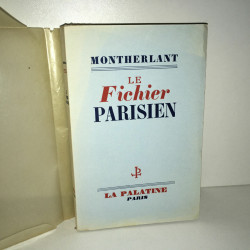 MONTHERLANT
LE
Fichier
PARISIEN
LA PALATINE
PARIS